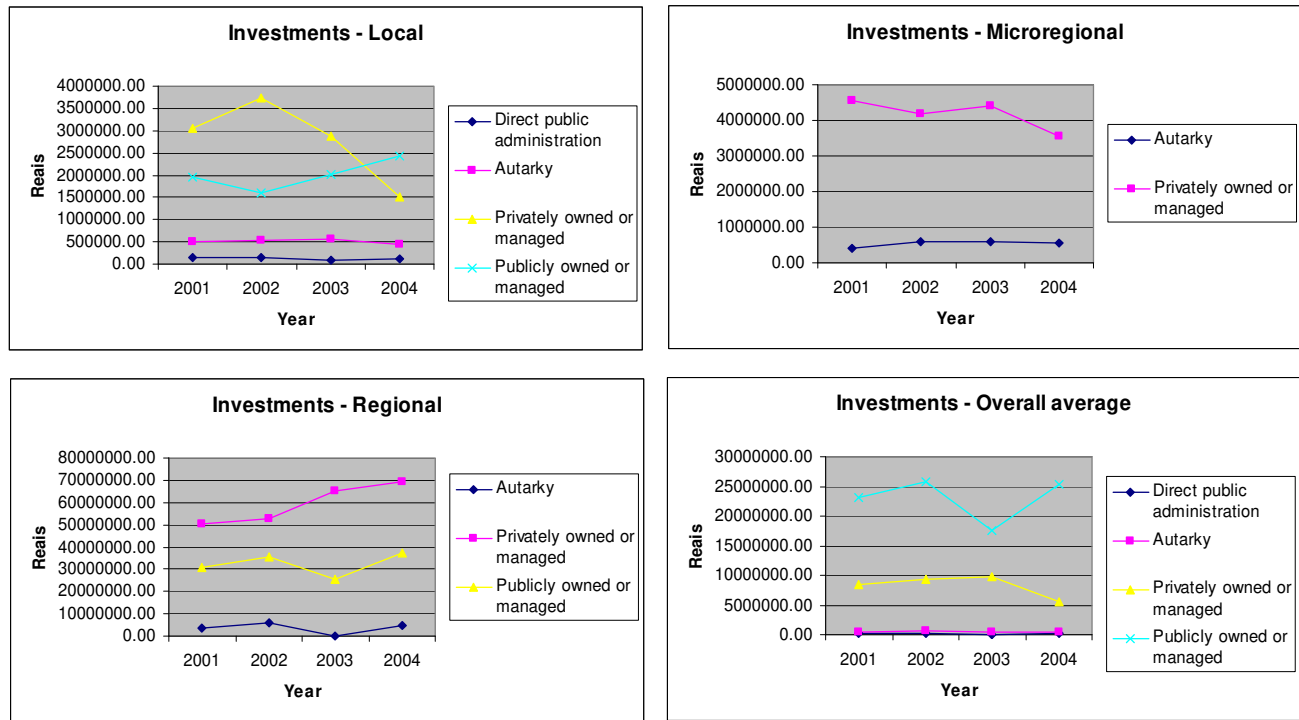 Investments - Local
4000000.00
3500000.00
3000000.00
2500000.00
2000000.00
1500000.00
1000000.00
500000.00
0.00
Reais
2001 2002 2003 2004
Year
Direct public
administration
Autarky
Privately owned or
managed
Publicly owned or
managed
Investments - Microregional
5000000.00
4000000.00
3000000.00
2000000.00
1000000.00
0.00
Reais
2001 2002 2003 2004
Year
Autarky
Privately owned or
managed
Investments - Regional
80000000.00
70000000.00
60000000.00
50000000.00
40000000.00
30000000.00
20000000.00
10000000.00
0.00
Reais
2001 2002 2003 2004
Year
Autarky
Privately owned or
managed
Publicly owned or
managed
Investments - Overall average
30000000.00
25000000.00
20000000.00
15000000.00
10000000.00
5000000.00
0.00
Reais
2001 2002 2003 2004
Year
Direct public
administration
Autarky
Privately owned or
managed
Publicly owned or
managed